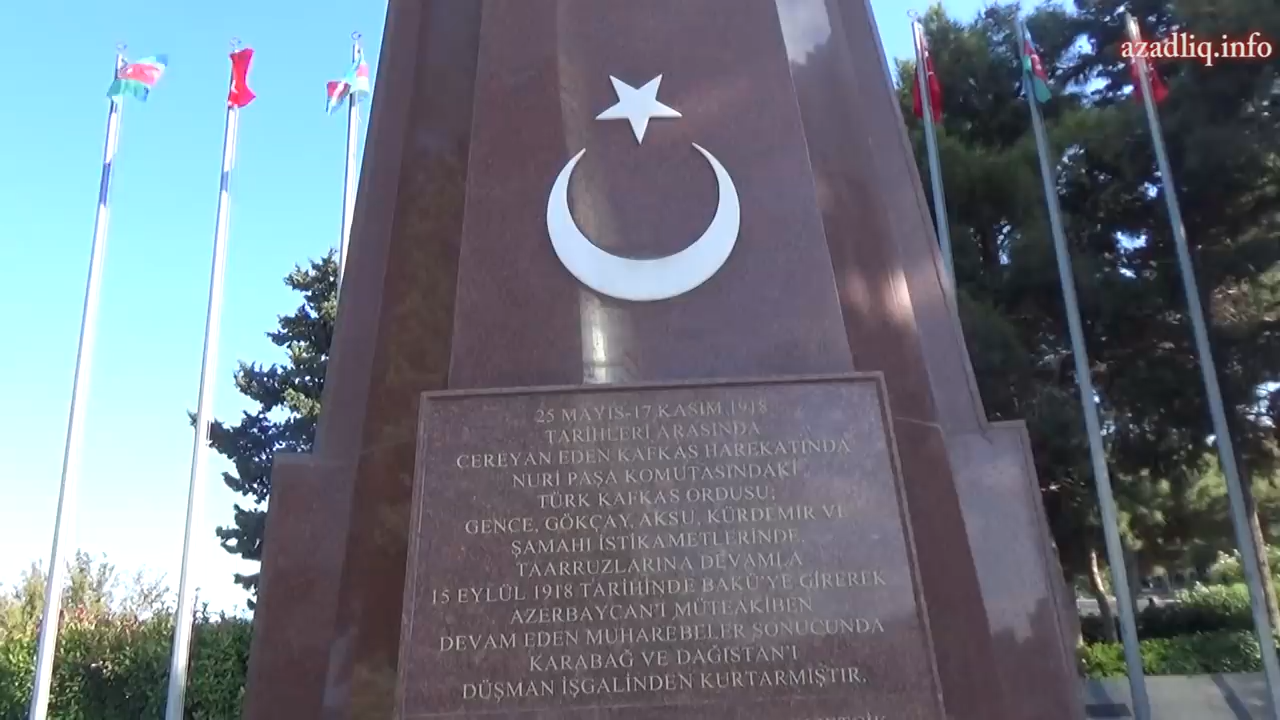 azadliq.info
25 MAYIS-17 KASIM 1918
TARİHLERİ ARASINDA
CEREYAN EDEN KAFKAS HAREKATINDA
NURİ PAŞA KOMUTASINDAKİ
TÜRK KAFKAS ORDUSU;
GENCE, GÖKÇAY, AKSU, KÜRDEMİR VE
ŞAMAHI İSTİKAMETLERİNDE
TAARRUZLARINA DEVAMLA
15 EYLÜL 1918 TARİHİNDE BAKÜ'YE GİREREK
AZERBAYCAN'I MÜTEAKİBEN
DEVAM EDEN MUHAREBELER SONUCUNDA
KARABAĞ VE DAĞISTAN'I
DÜŞMAN İŞGALİNDEN KURTARMIŞTIR.